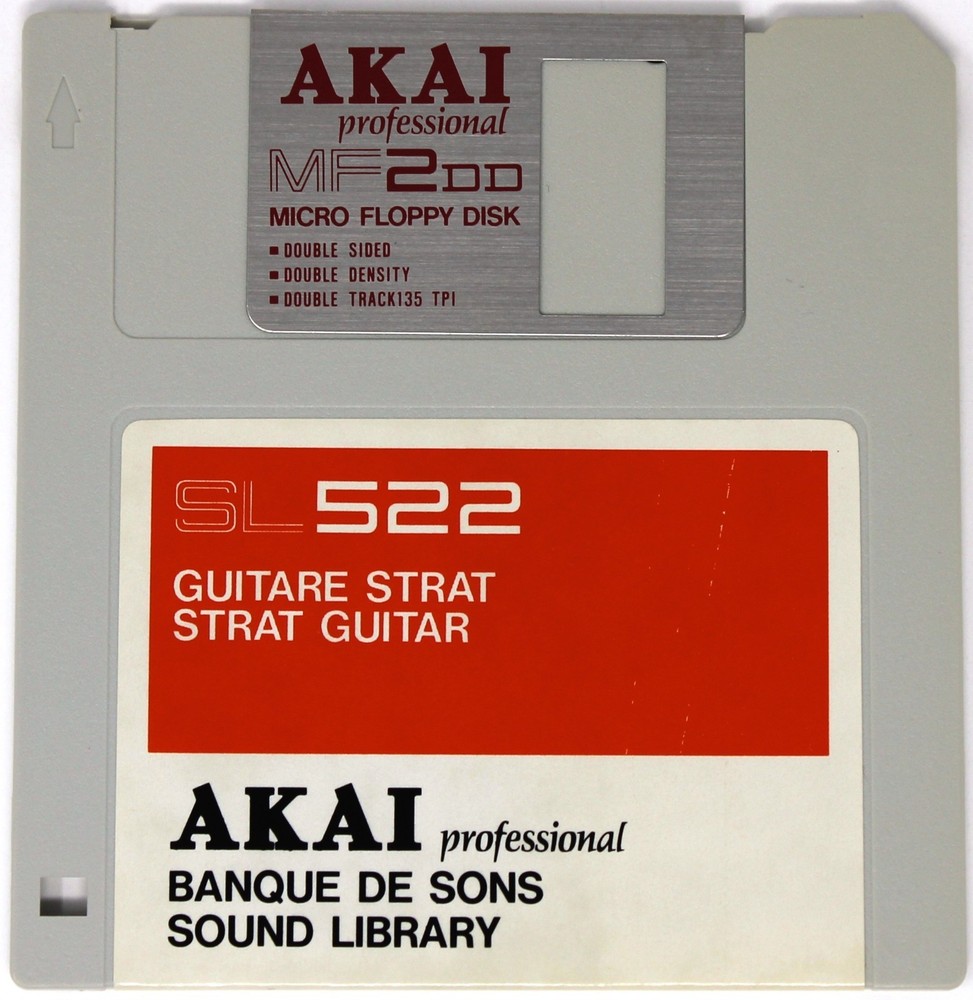 AKAI
professional
MF2DD
MICRO FLOPPY DISK
■ DOUBLE SIDED
■ DOUBLE DENSITY
■ DOUBLE TRACK135 TPI
SL522
GUITARE STRAT
STRAT GUITAR
AKAI professional
BANQUE DE SONS
SOUND LIBRARY